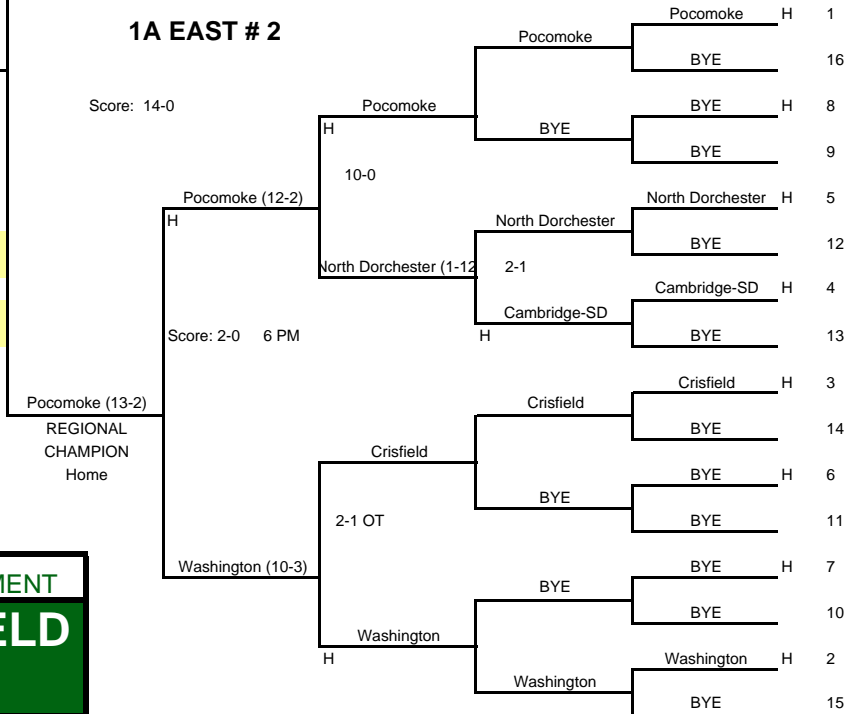 1A EAST # 2
Pocomoke H 1
Pocomoke
BYE 16
Score: 14-0
Pocomoke
BYE H 8
H
BYE
BYE 9
10-0
Pocomoke (12-2)
North Dorchester H 5
H
North Dorchester
BYE 12
North Dorchester (1-12
2-1
Cambridge-SD H 4
Cambridge-SD
Score: 2-0 6 PM
H
BYE 13
Pocomoke (13-2)
Crisfield H 3
Crisfield
REGIONAL
CHAMPION
Home
BYE 14
Crisfield
BYE H 6
BYE
2-1 OT
BYE 11
Washington (10-3)
BYE H 7
BYE
BYE 10
Washington
H
Washington H 2
Washington
BYE 15
MENT
ELD